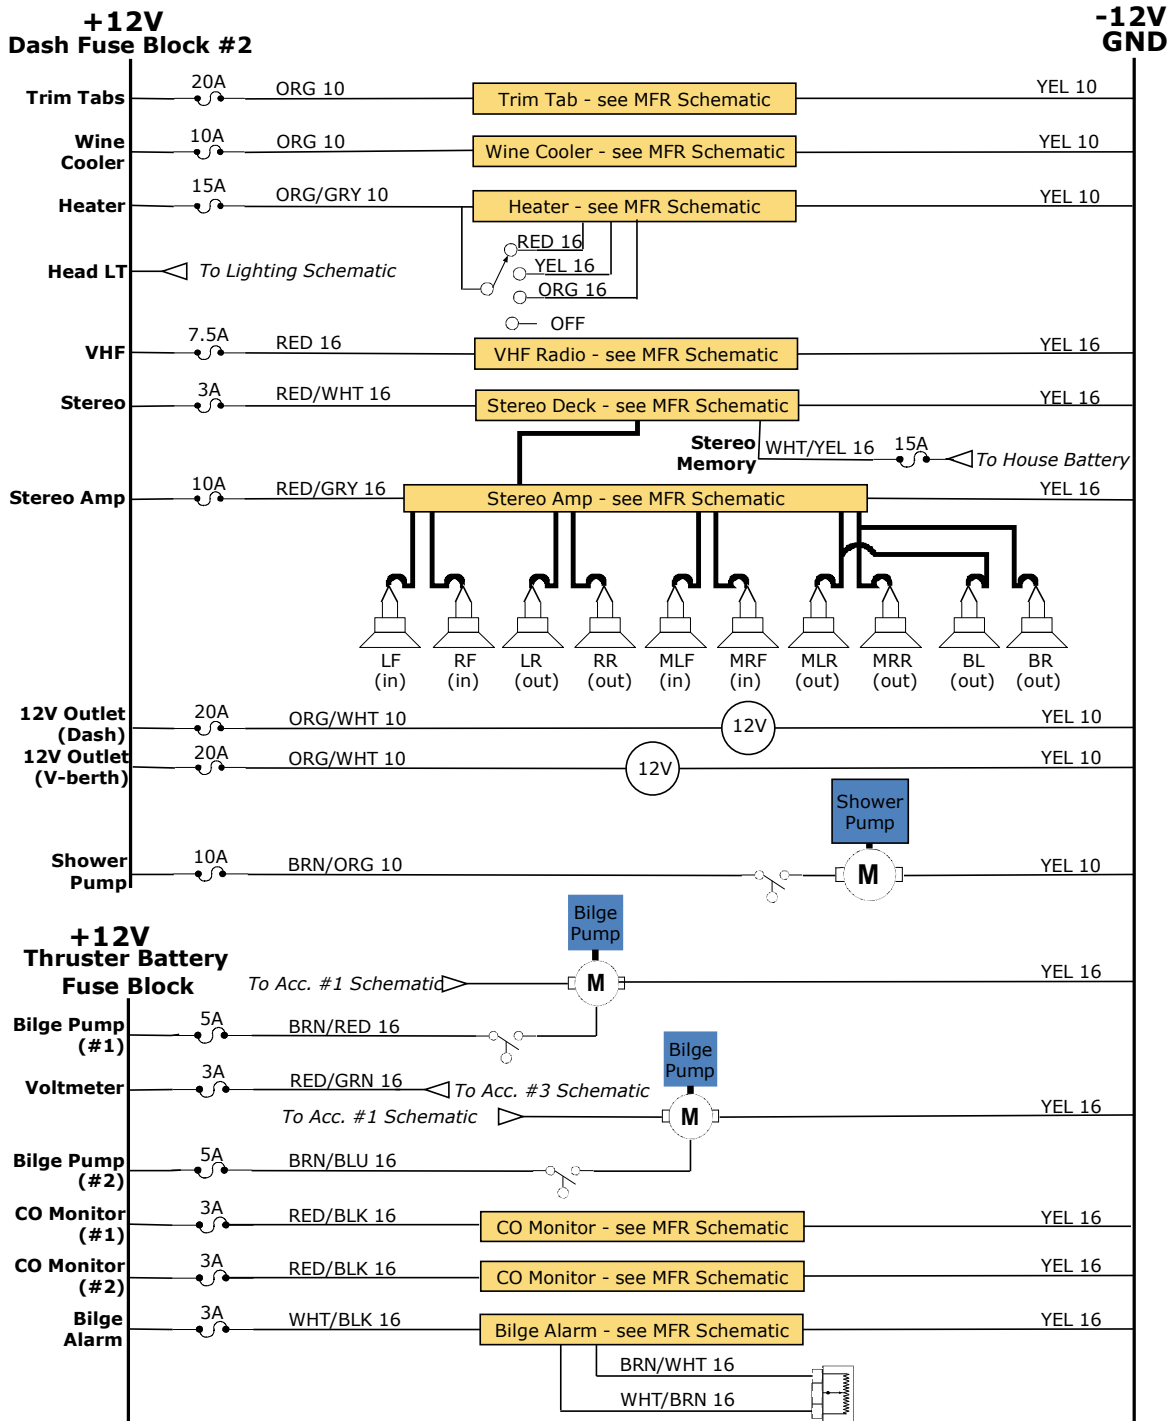 +12V
Dash Fuse Block #2
-12V
GND
Trim Tabs
20A
ORG 10
Trim Tab - see MFR Schematic
YEL 10
Wine
Cooler
10A
ORG 10
Wine Cooler - see MFR Schematic
YEL 10
Heater
15A
ORG/GRY 10
Heater - see MFR Schematic
YEL 10
RED 16
YEL 16
ORG 16
OFF
Head LT
To Lighting Schematic
VHF
7.5A
RED 16
VHF Radio - see MFR Schematic
YEL 16
Stereo
3A
RED/WHT 16
Stereo Deck - see MFR Schematic
YEL 16
Stereo
Memory
WHT/YEL 16
15A
To House Battery
Stereo Amp
10A
RED/GRY 16
Stereo Amp - see MFR Schematic
YEL 16
LF
(in)
RF
(in)
LR
(out)
RR
(out)
MLF
(in)
MRF
(in)
MLR
(out)
MRR
(out)
BL
(out)
BR
(out)
12V Outlet
(Dash)
20A
ORG/WHT 10
12V
YEL 10
12V Outlet
(V-berth)
20A
ORG/WHT 10
12V
YEL 10
Shower
Pump
Shower
Pump
10A
BRN/ORG 10
M
YEL 10
+12V
Thruster Battery
Fuse Block
Bilge
Pump
To Acc. #1 Schematic
M
YEL 16
Bilge Pump
(#1)
5A
BRN/RED 16
Bilge
Pump
Voltmeter
3A
RED/GRN 16
To Acc. #3 Schematic
To Acc. #1 Schematic
M
YEL 16
Bilge Pump
(#2)
5A
BRN/BLU 16
CO Monitor
(#1)
3A
RED/BLK 16
CO Monitor - see MFR Schematic
YEL 16
CO Monitor
(#2)
3A
RED/BLK 16
CO Monitor - see MFR Schematic
YEL 16
Bilge
Alarm
3A
WHT/BLK 16
Bilge Alarm - see MFR Schematic
YEL 16
BRN/WHT 16
WHT/BRN 16